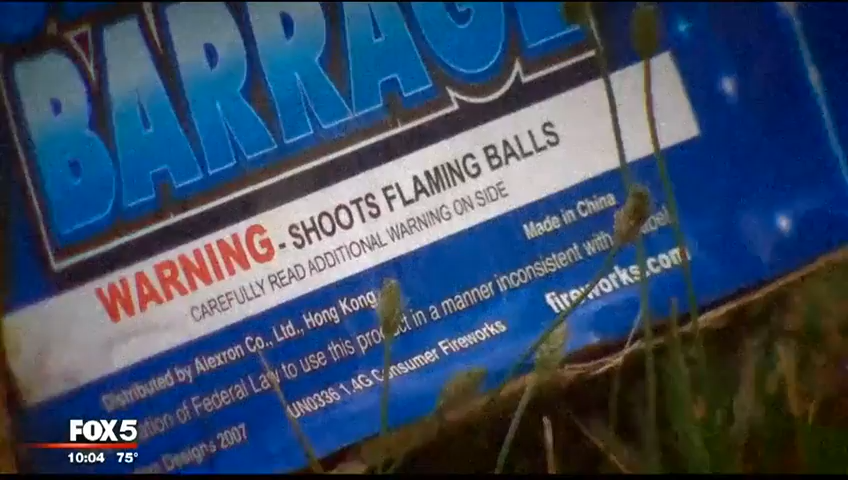 BARRAGE
WARNING - SHOOTS FLAMING BALLS
CAREFULLY READ ADDITIONAL WARNING ON SIDE
Made in China
Distributed by Alexron Co., Ltd., Hong Kong
of Federal Law to use this product in a manner inconsistent with label
UN0336 1.4G Consumer Fireworks
fireworks.com
Designs 2007
FOX5
10:04 75°